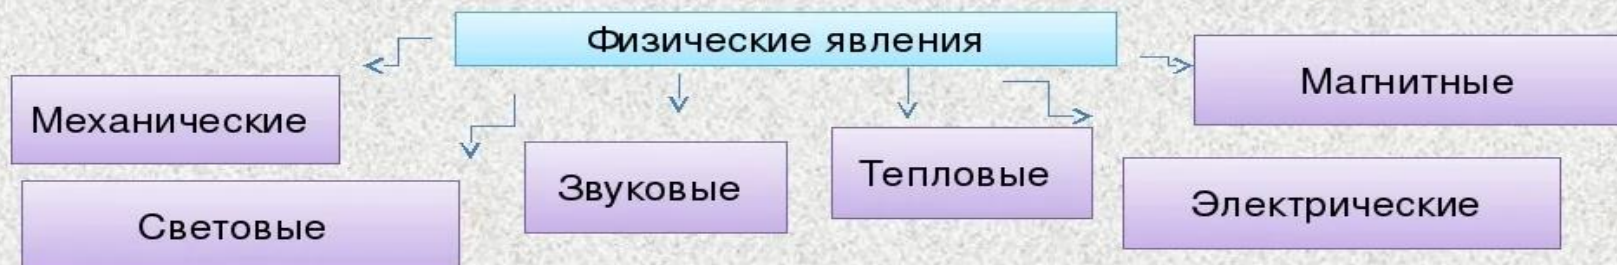 Физические явления
Механические
Световые
Звуковые
Тепловые
Электрические
Магнитные